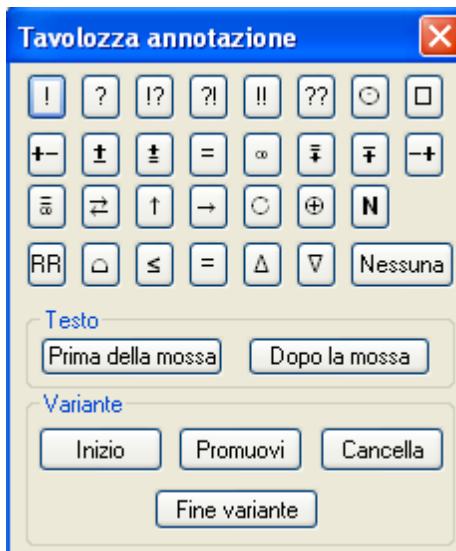 Tavolozza annotazione
! ? !? ?! !! ?? ⊙ □
+− ± ⩲ = ∞ ⩱ ∓ −+
⇄ ↑ → ⊕ N
RR ⌓ ≤ = Δ ∇ Nessuna
Testo
Prima della mossa Dopo la mossa
Variante
Inizio Promuovi Cancella
Fine variante